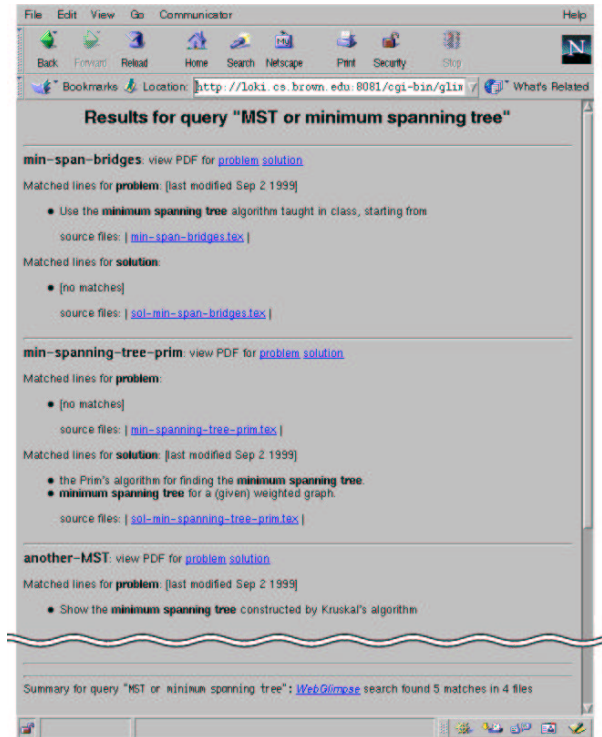 File Edit View Go Communicator Help
Back Forward Reload Home Search Netscape Print Security Stop N
Bookmarks Location: http://loki.cs.brown.edu:8081/cgi-bin/glim What's Related
Results for query "MST or minimum spanning tree"
min-span-bridges: view PDF for problem solution
Matched lines for problem: [last modified Sep 2 1999]
• Use the minimum spanning tree algorithm taught in class, starting from
source files: | min-span-bridges.tex |
Matched lines for solution:
• [no matches]
source files: | sol-min-span-bridges.tex |
min-spanning-tree-prim: view PDF for problem solution
Matched lines for problem:
• [no matches]
source files: | min-spanning-tree-prim.tex |
Matched lines for solution: [last modified Sep 2 1999]
• the Prim's algorithm for finding the minimum spanning tree.
• minimum spanning tree for a (given) weighted graph.
source files: | sol-min-spanning-tree-prim.tex |
another-MST: view PDF for problem solution
Matched lines for problem: [last modified Sep 2 1999]
• Show the minimum spanning tree constructed by Kruskal's algorithm
Summary for query "MST or minimum spanning tree": WebGlimpse search found 5 matches in 4 files